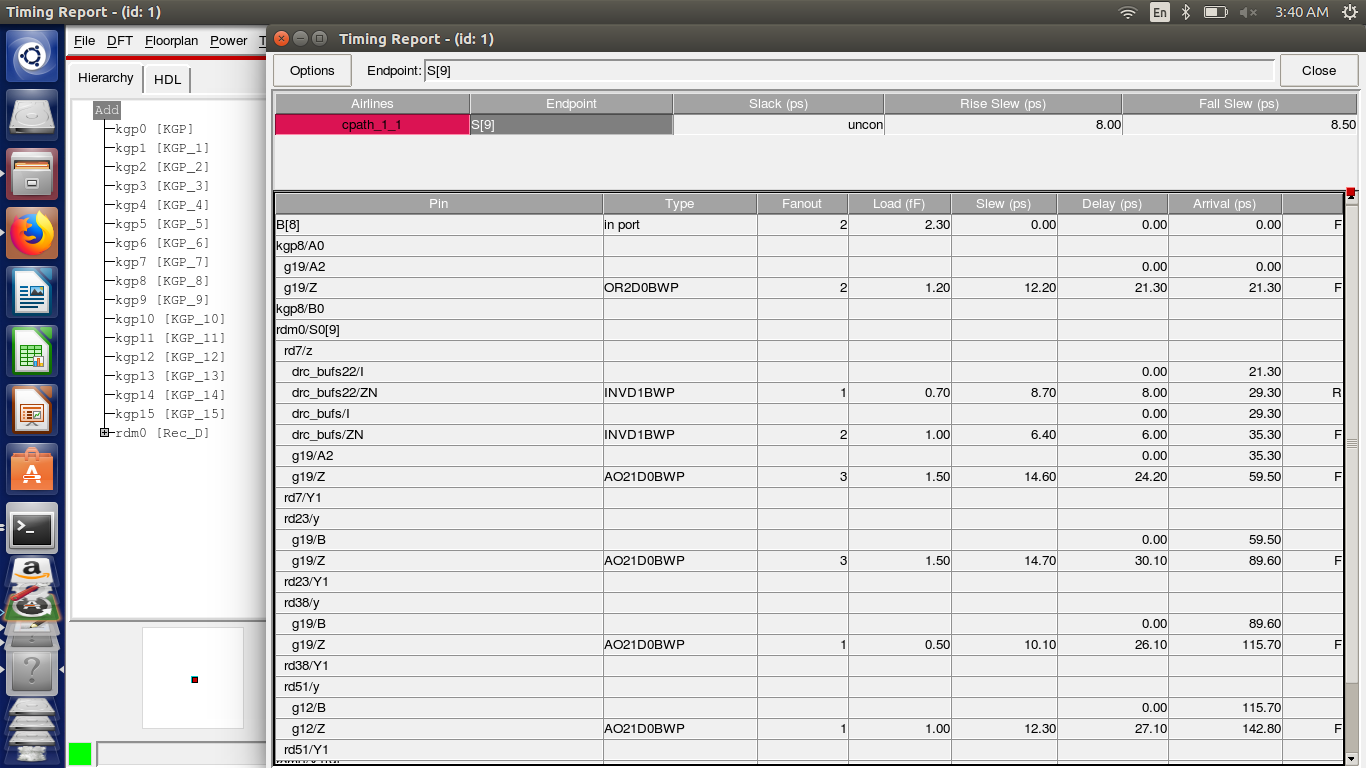 Timing Report - (id: 1)
En
3:40 AM
File DFT Floorplan Power
Hierarchy HDL
Add
kgp0 [KGP]
kgp1 [KGP_1]
kgp2 [KGP_2]
kgp3 [KGP_3]
kgp4 [KGP_4]
kgp5 [KGP_5]
kgp6 [KGP_6]
kgp7 [KGP_7]
kgp8 [KGP_8]
kgp9 [KGP_9]
kgp10 [KGP_10]
kgp11 [KGP_11]
kgp12 [KGP_12]
kgp13 [KGP_13]
kgp14 [KGP_14]
kgp15 [KGP_15]
rdm0 [Rec_D]
Timing Report - (id: 1)
Options Endpoint: S[9] Close
Airlines Endpoint Slack (ps) Rise Slew (ps) Fall Slew (ps)
cpath_1_1 S[9] uncon 8.00 8.50
Pin Type Fanout Load (fF) Slew (ps) Delay (ps) Arrival (ps)
B[8] in port 2 2.30 0.00 0.00 0.00 F
kgp8/A0
g19/A2 0.00 0.00
g19/Z OR2D0BWP 2 1.20 12.20 21.30 21.30 F
kgp8/B0
rdm0/S0[9]
rd7/z
drc_bufs22/I 0.00 21.30
drc_bufs22/ZN INVD1BWP 1 0.70 8.70 8.00 29.30 R
drc_bufs/I 0.00 29.30
drc_bufs/ZN INVD1BWP 2 1.00 6.40 6.00 35.30 F
g19/A2 0.00 35.30
g19/Z AO21D0BWP 3 1.50 14.60 24.20 59.50 F
rd7/Y1
rd23/y
g19/B 0.00 59.50
g19/Z AO21D0BWP 3 1.50 14.70 30.10 89.60 F
rd23/Y1
rd38/y
g19/B 0.00 89.60
g19/Z AO21D0BWP 1 0.50 10.10 26.10 115.70 F
rd38/Y1
rd51/y
g12/B 0.00 115.70
g12/Z AO21D0BWP 1 1.00 12.30 27.10 142.80 F
rd51/Y1